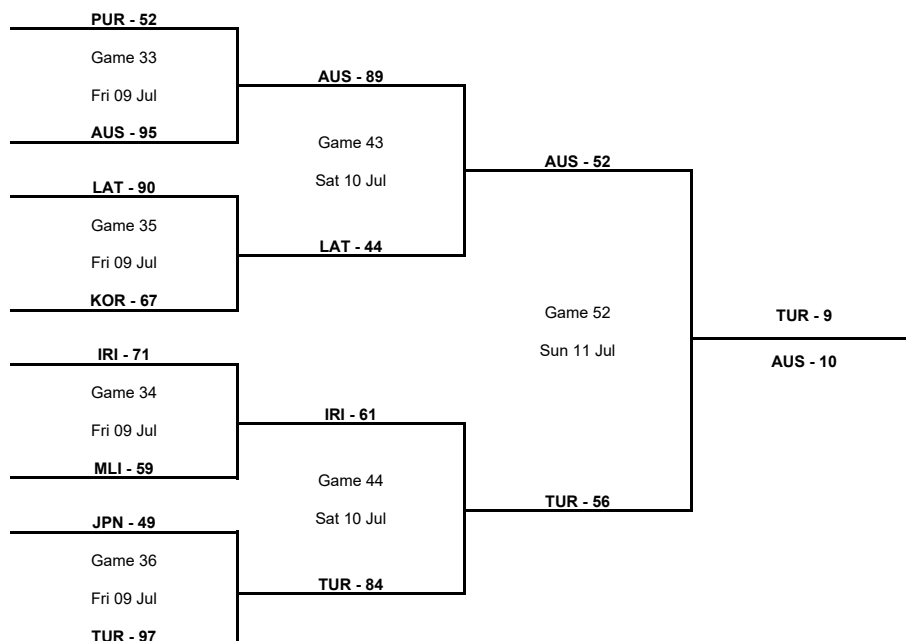 PUR - 52
Game 33
Fri 09 Jul
AUS - 95
LAT - 90
Game 35
Fri 09 Jul
KOR - 67
IRI - 71
Game 34
Fri 09 Jul
MLI - 59
JPN - 49
Game 36
Fri 09 Jul
TUR - 97
AUS - 89
Game 43
Sat 10 Jul
LAT - 44
IRI - 61
Game 44
Sat 10 Jul
TUR - 84
AUS - 52
Game 52
Sun 11 Jul
TUR - 56
TUR - 9
AUS - 10